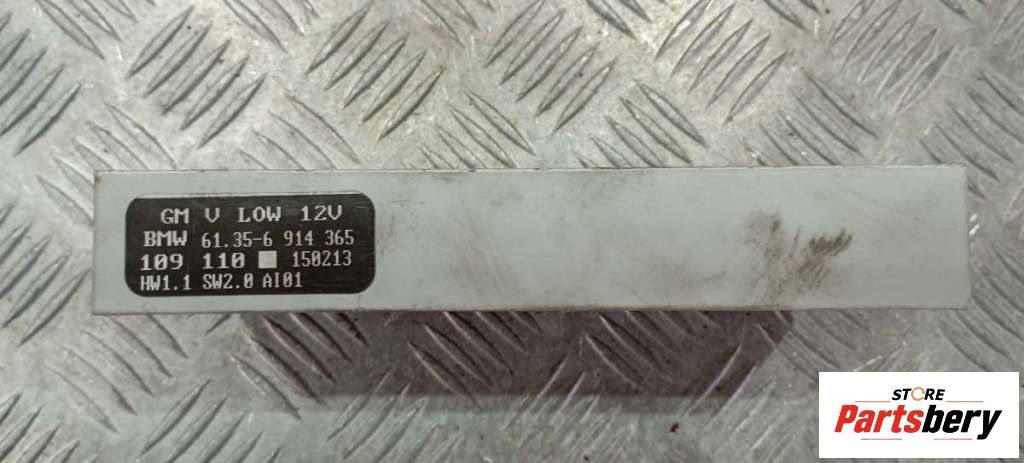 GM V LOW 12V
BMW 61.35-6 914 365
109 110 150213
HW1.1 SW2.0 AI01
STORE
Partsbery